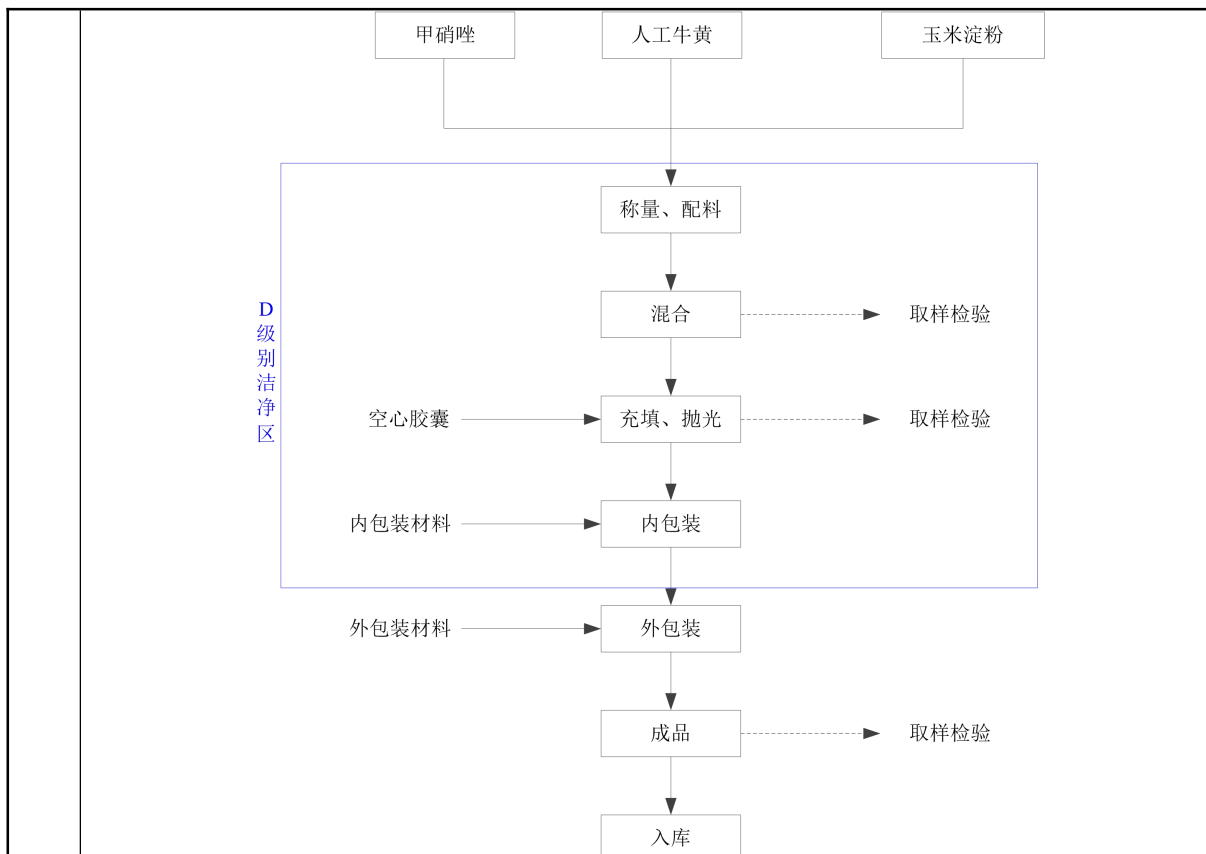 甲硝唑
人工牛黄
玉米淀粉
称量、配料
D级别洁净区
混合
取样检验
空心胶囊
充填、抛光
取样检验
内包装材料
内包装
外包装材料
外包装
成品
取样检验
入库